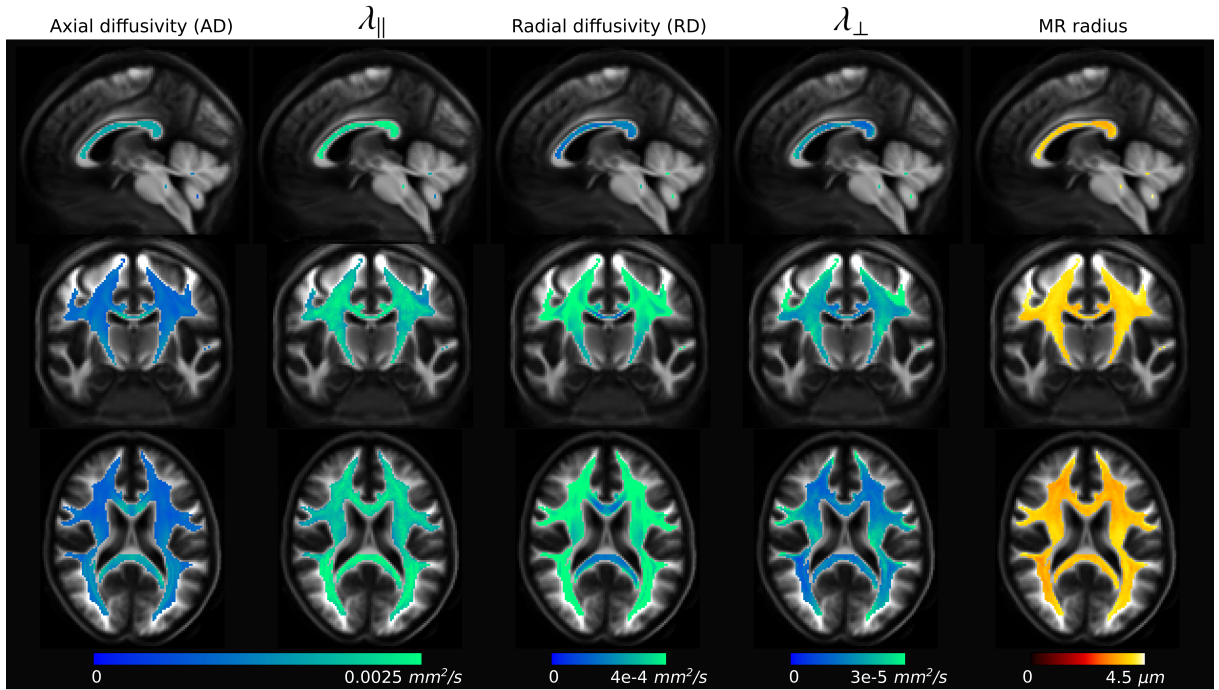 Axial diffusivity (AD) λ∥ Radial diffusivity (RD) λ⊥ MR radius
0 0.0025 mm²/s 0 4e-4 mm²/s 0 3e-5 mm²/s 0 4.5 μm